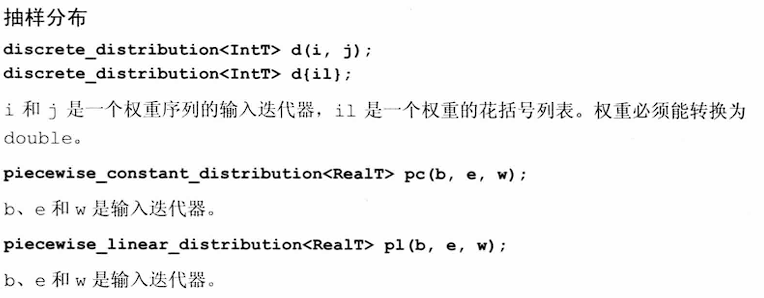 抽样分布
discrete_distribution<IntT> d(i, j);
discrete_distribution<IntT> d{il};
i 和 j 是一个权重序列的输入迭代器，il 是一个权重的花括号列表。权重必须能转换为
double。
piecewise_constant_distribution<RealT> pc(b, e, w);
b、e 和 w 是输入迭代器。
piecewise_linear_distribution<RealT> pl(b, e, w);
b、e 和 w 是输入迭代器。